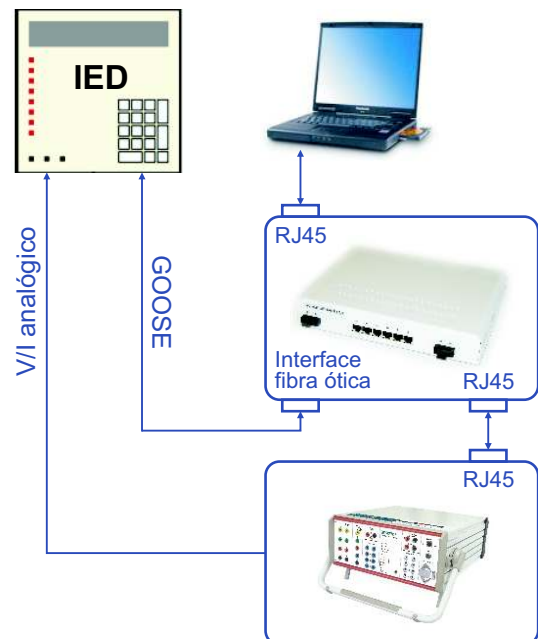 IED
V/I analógico
GOOSE
RJ45
Interface
fibra ótica
RJ45
RJ45